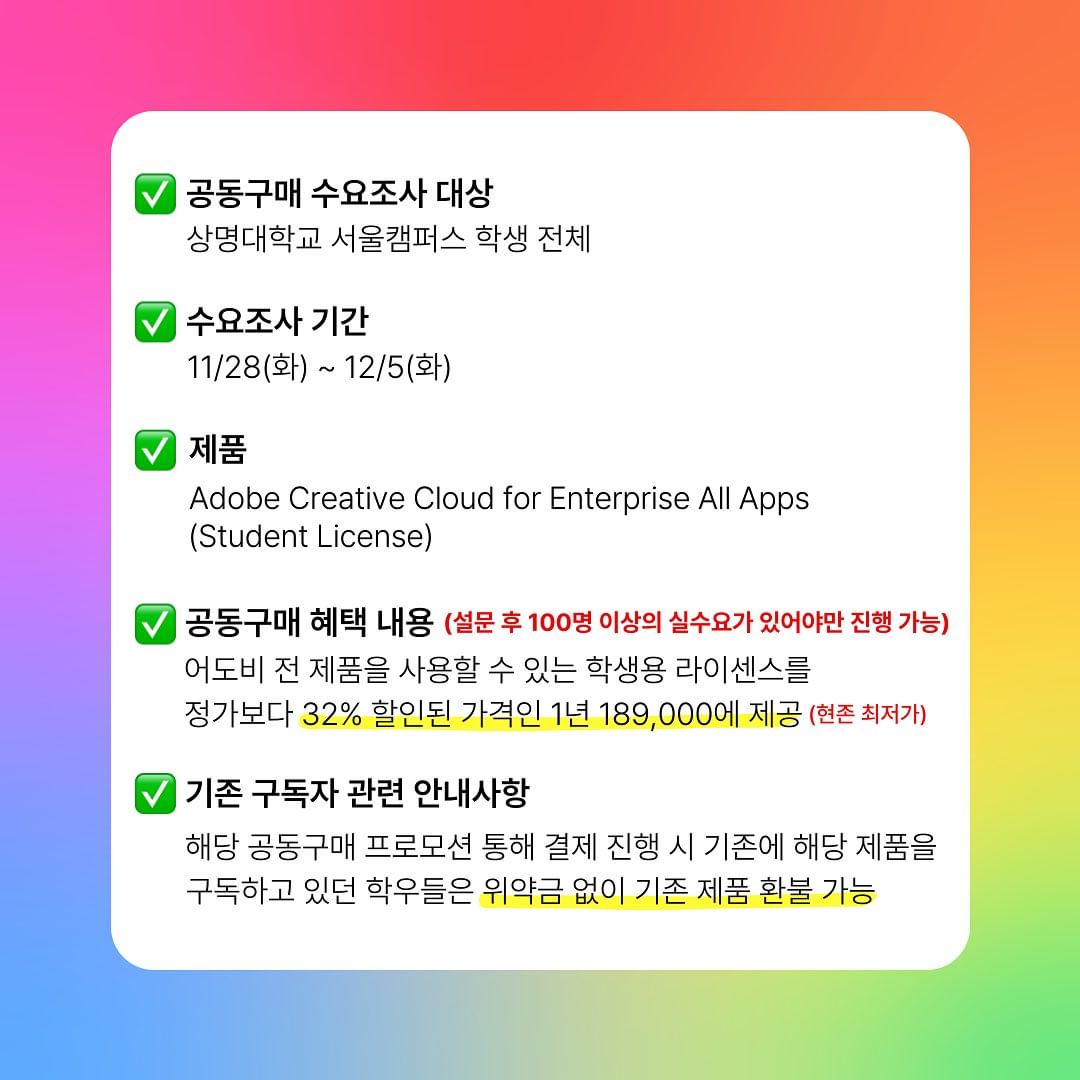 ✅ 공동구매 수요조사 대상
상명대학교 서울캠퍼스 학생 전체
✅ 수요조사 기간
11/28(화) ~ 12/5(화)
✅ 제품
Adobe Creative Cloud for Enterprise All Apps
(Student License)
✅ 공동구매 혜택 내용 (설문 후 100명 이상의 실수요가 있어야만 진행 가능)
어도비 전 제품을 사용할 수 있는 학생용 라이센스를
정가보다 32% 할인된 가격인 1년 189,000에 제공 (현존 최저가)
✅ 기존 구독자 관련 안내사항
해당 공동구매 프로모션 통해 결제 진행 시 기존에 해당 제품을
구독하고 있던 학우들은 위약금 없이 기존 제품 환불 가능